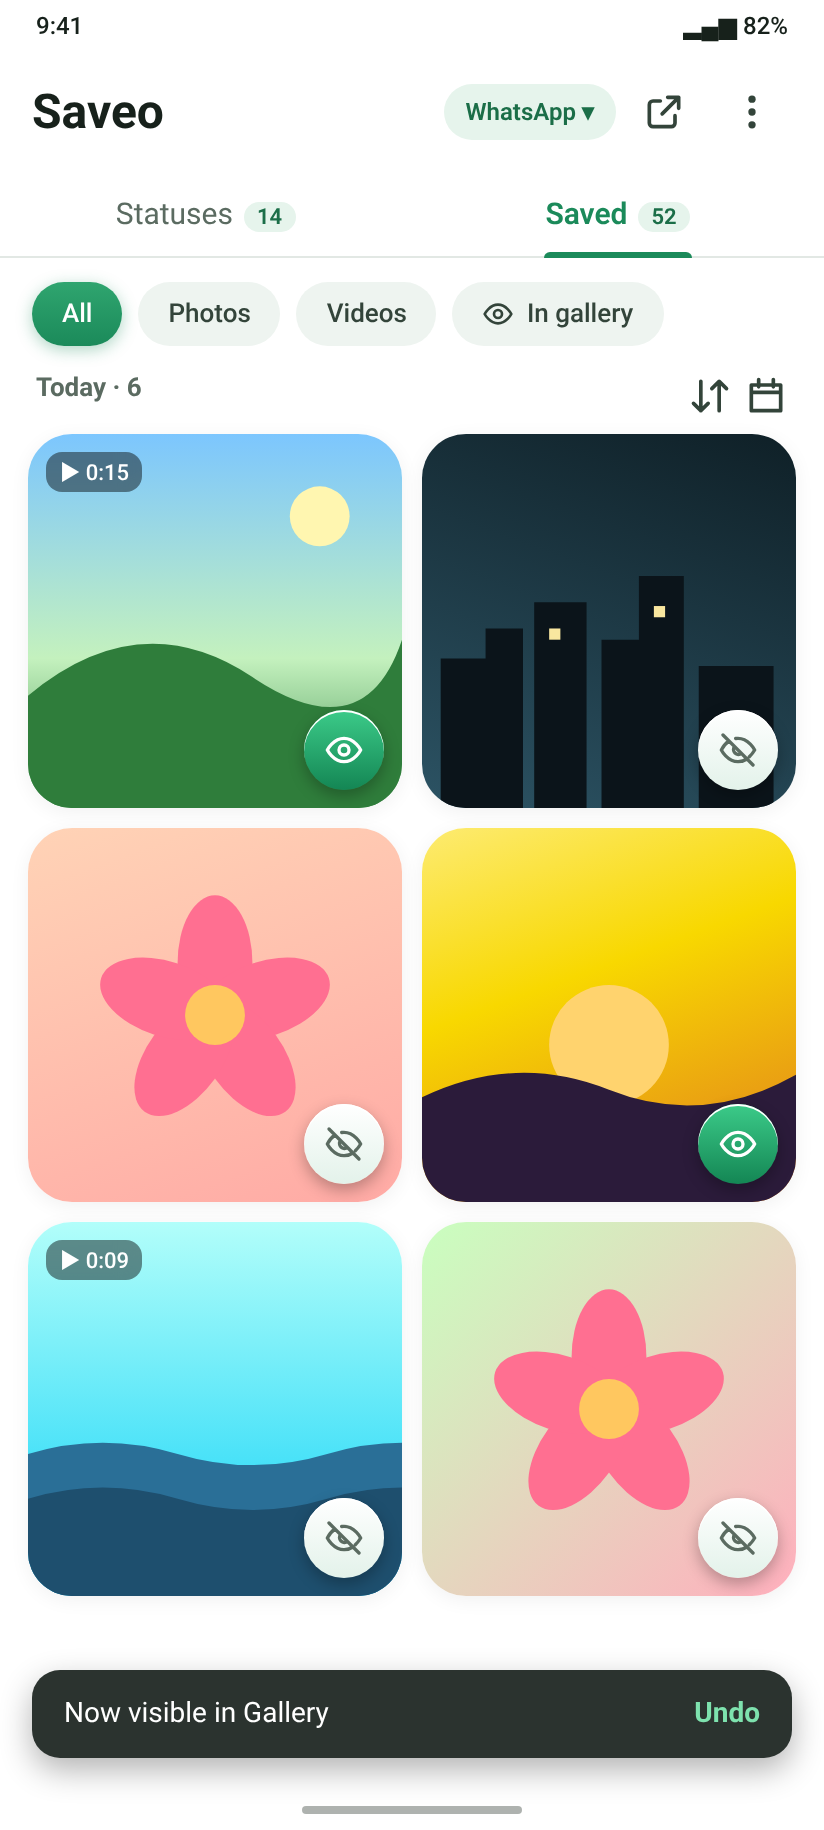 9:41
82%
Saveo
WhatsApp ▾
Statuses 14
Saved 52
All
Photos
Videos
In gallery
Today · 6
0:15
0:09
Now visible in Gallery
Undo